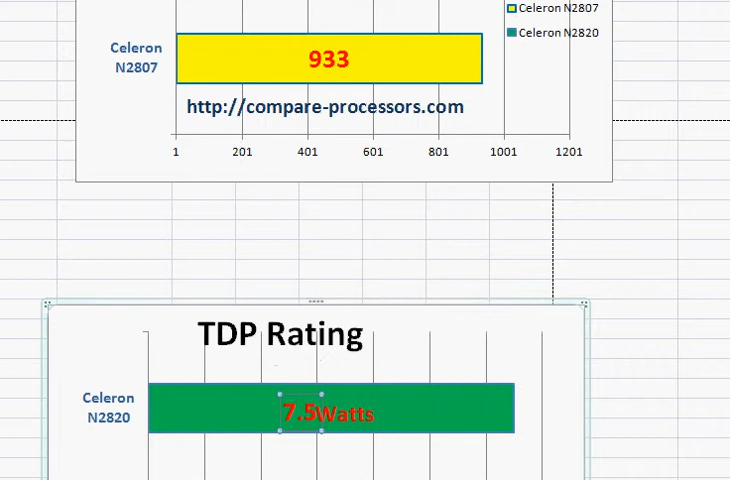 Celeron N2807
Celeron N2820
Celeron
N2807
933
http://compare-processors.com
1 201 401 601 801 1001 1201
TDP Rating
Celeron
N2820
7.5Watts